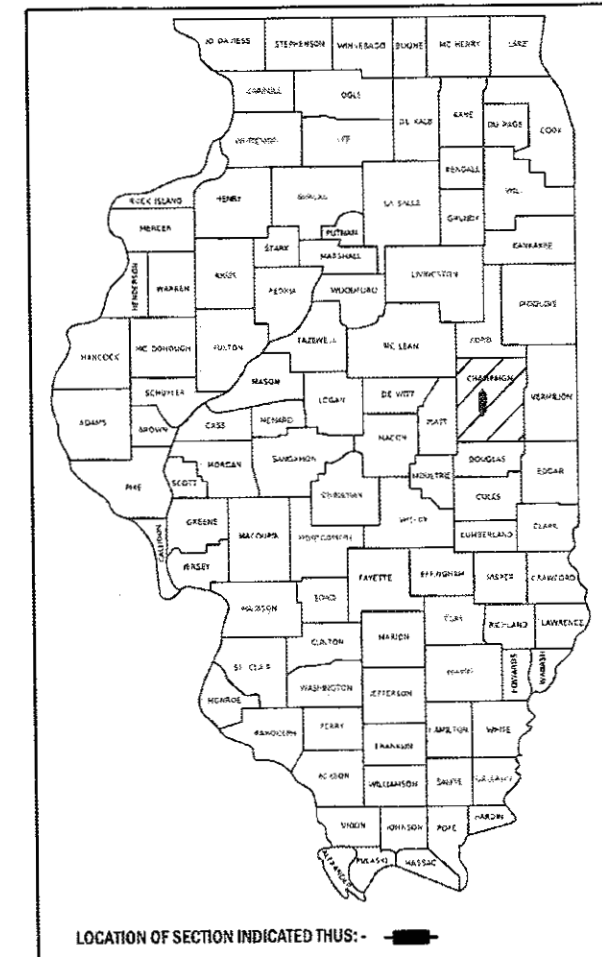 JO DAVIESS STEPHENSON WINNEBAGO BOONE MC HENRY LAKE
CARROLL OGLE DE KALB KANE DU PAGE COOK
WHITESIDE LEE KENDALL WILL
ROCK ISLAND HENRY BUREAU LA SALLE GRUNDY
MERCER STARK PUTNAM MARSHALL KANKAKEE
HENDERSON WARREN KNOX PEORIA WOODFORD LIVINGSTON IROQUOIS
HANCOCK MC DONOUGH FULTON TAZEWELL MC LEAN FORD
SCHUYLER MASON LOGAN DE WITT CHAMPAIGN VERMILION
ADAMS BROWN CASS MENARD MACON PIATT
PIKE SCOTT MORGAN SANGAMON CHRISTIAN MOULTRIE DOUGLAS EDGAR
COLES
CALHOUN GREENE MACOUPIN MONTGOMERY CUMBERLAND CLARK
JERSEY FAYETTE EFFINGHAM JASPER CRAWFORD
MADISON BOND CLAY RICHLAND LAWRENCE
CLINTON MARION
ST CLAIR WASHINGTON JEFFERSON WAYNE EDWARDS WABASH
MONROE
RANDOLPH PERRY HAMILTON WHITE
FRANKLIN
JACKSON WILLIAMSON SALINE GALLATIN
UNION JOHNSON POPE HARDIN
ALEXANDER PULASKI MASSAC
LOCATION OF SECTION INDICATED THUS: -